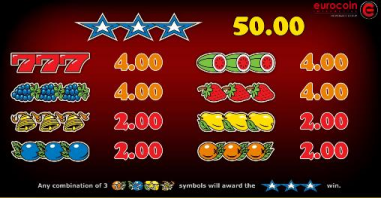 eurocoin
50.00
777 4.00 4.00
4.00 4.00
2.00 2.00
2.00 2.00
Any combination of 3 symbols will award the win.